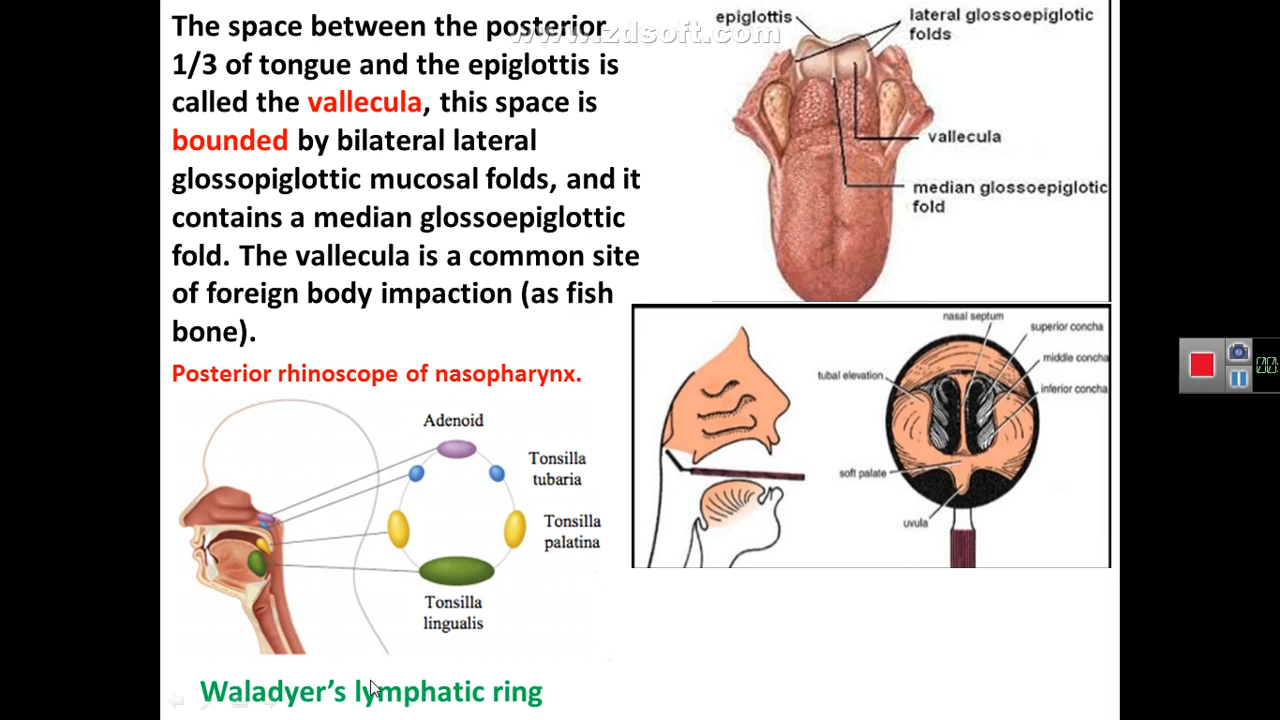 The space between the posterior
1/3 of tongue and the epiglottis is
called the vallecula, this space is
bounded by bilateral lateral
glossopiglottic mucosal folds, and it
contains a median glossoepiglottic
fold. The vallecula is a common site
of foreign body impaction (as fish
bone).
Posterior rhinoscope of nasopharynx.
www.zdsoft.com
epiglottis
lateral glossoepiglotic
folds
vallecula
median glossoepiglotic
fold
nasal septum
superior concha
middle concha
inferior concha
tubal elevation
soft palate
uvula
Adenoid
Tonsilla
tubaria
Tonsilla
palatina
Tonsilla
lingualis
Waladyer's lymphatic ring